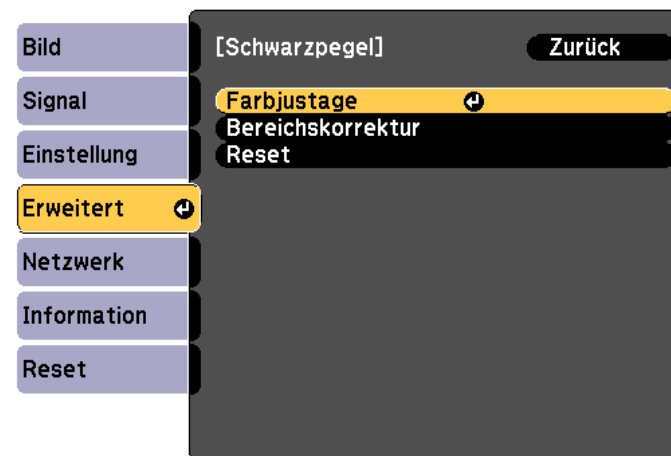 Bild
Signal
Einstellung
Erweitert
Netzwerk
Information
Reset
[Schwarzpegel] Zurück
Farbjustage
Bereichskorrektur
Reset